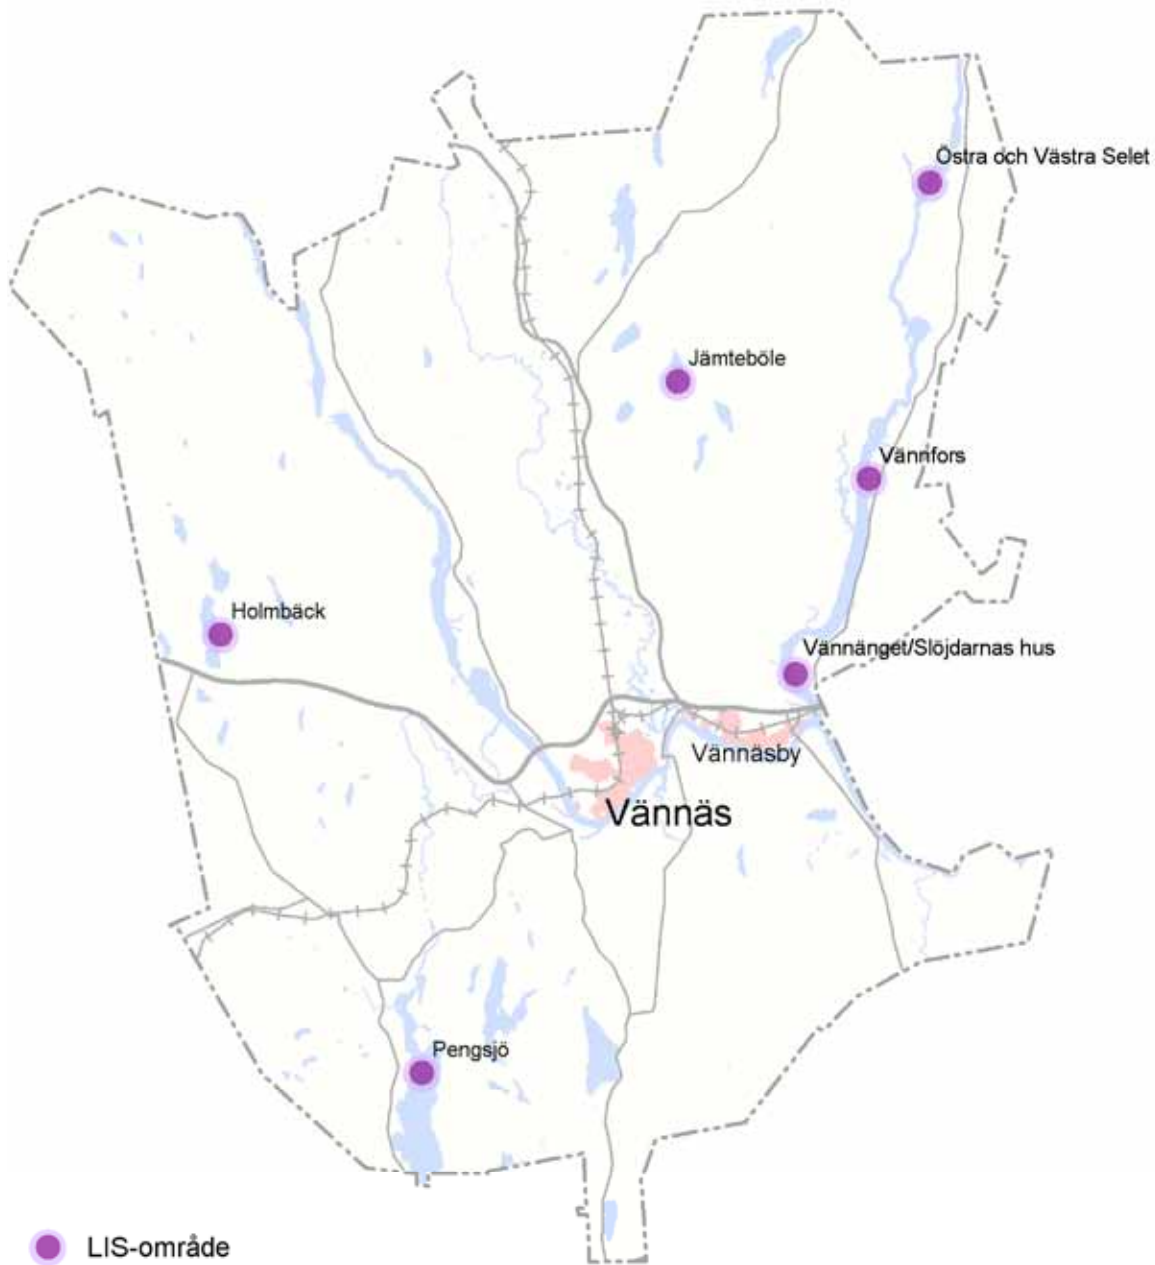 Östra och Västra Selet
Jämteböle
Vännfors
Holmbäck
Vännänget/Slöjdarnas hus
Vännäsby
Vännäs
Pengsjö
LIS-område